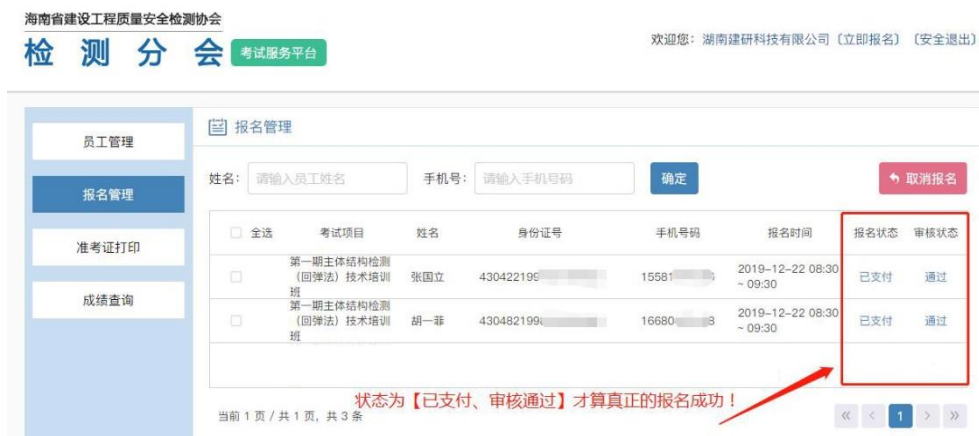 海南省建设工程质量安全检测协会
检测分会 考试服务平台
欢迎您：湖南建研科技有限公司〔立即报名〕〔安全退出〕
员工管理
报名管理
准考证打印
成绩查询
报名管理
姓名： 请输入员工姓名 手机号： 请输入手机号码 确定 取消报名
全选 考试项目 姓名 身份证号 手机号码 报名时间 报名状态 审核状态
第一期主体结构检测
（回弹法）技术培训 张国立 430422199 15581 2019-12-22 08:30 已支付 通过
班 ~ 09:30
第一期主体结构检测
（回弹法）技术培训 胡一菲 430482199 16680 2019-12-22 08:30 已支付 通过
班 ~ 09:30
状态为【已支付、审核通过】才算真正的报名成功！
当前 1 页 / 共 1 页，共 3 条 « < 1 > »